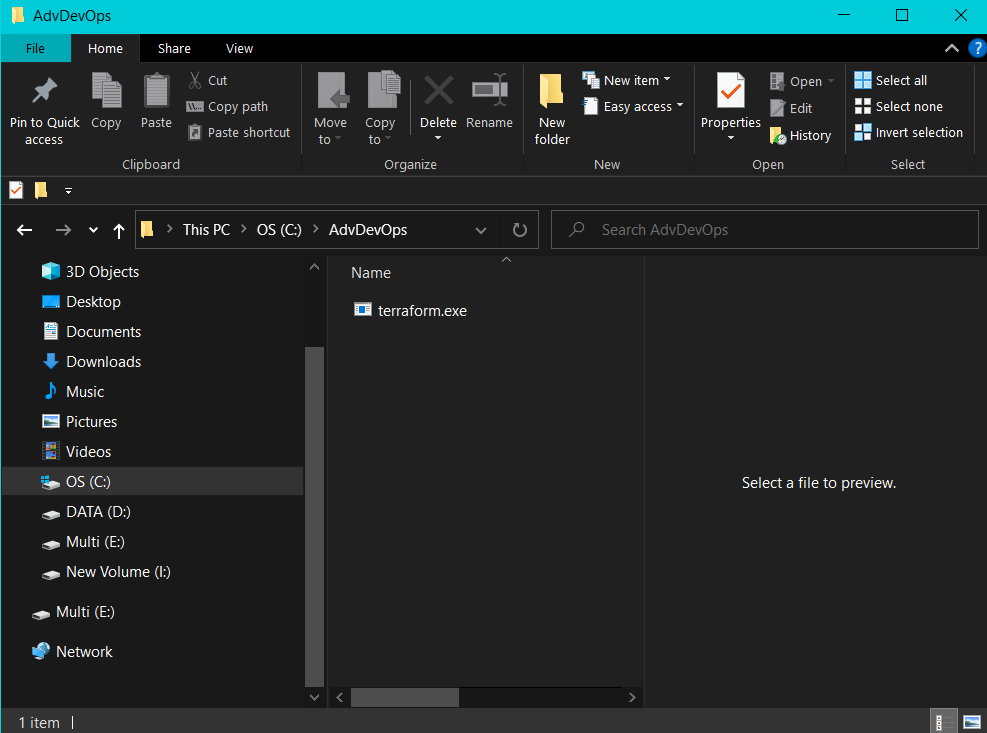 AdvDevOps
File Home Share View
?
Pin to Quick access
Copy
Paste
Cut
Copy path
Paste shortcut
Clipboard
Move to
Copy to
Delete
Rename
Organize
New folder
New item
Easy access
New
Properties
Open
Edit
History
Open
Select all
Select none
Invert selection
Select
This PC > OS (C:) > AdvDevOps
Search AdvDevOps
3D Objects
Desktop
Documents
Downloads
Music
Pictures
Videos
OS (C:)
DATA (D:)
Multi (E:)
New Volume (I:)
Multi (E:)
Network
Name
terraform.exe
Select a file to preview.
1 item